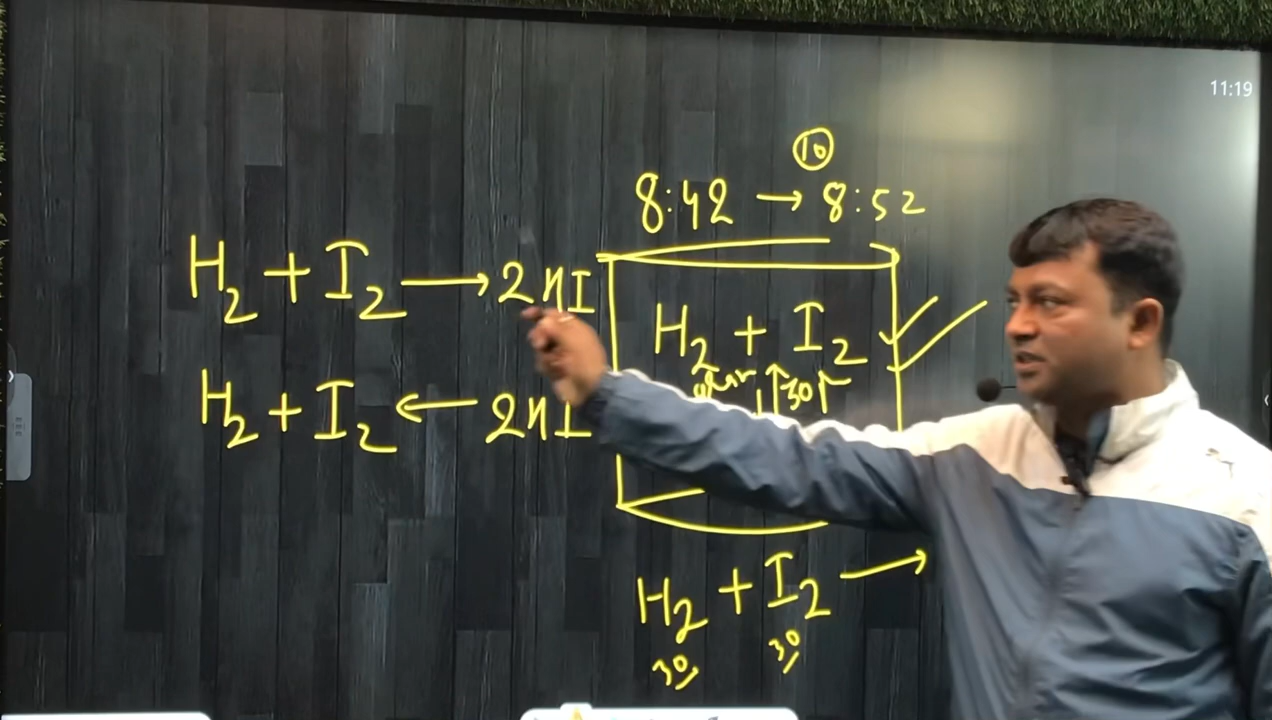 11:19
10
8:42 → 8:52
H₂ + I₂ → 2HI
H₂ + I₂
30
H₂ + I₂ ← 2HI
H₂ + I₂ →
30 30